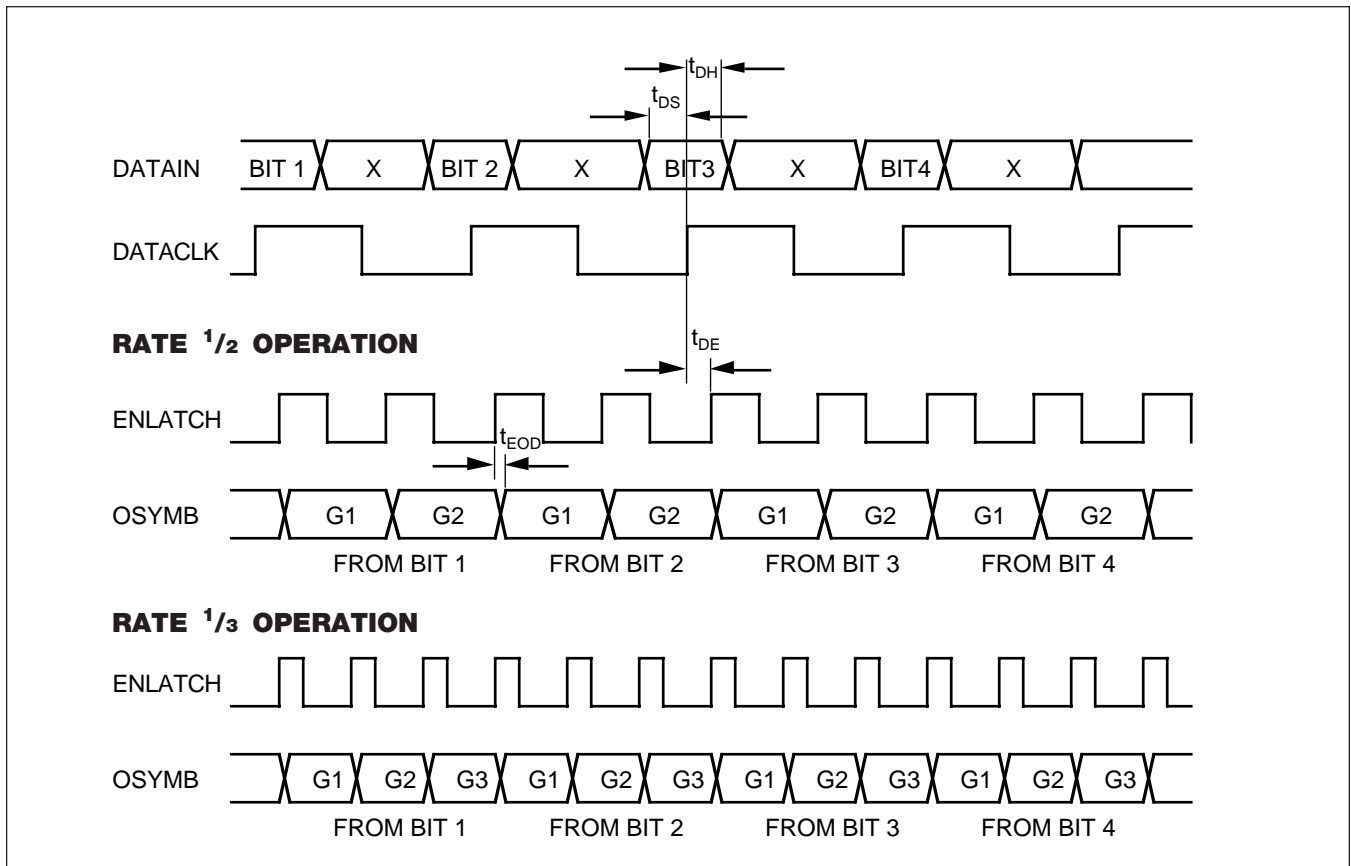 tDH
tDS
DATAIN BIT 1 X BIT 2 X BIT3 X BIT4 X
DATACLK
RATE 1/2 OPERATION
tDE
ENLATCH
tEOD
OSYMB G1 G2 G1 G2 G1 G2 G1 G2
FROM BIT 1 FROM BIT 2 FROM BIT 3 FROM BIT 4
RATE 1/3 OPERATION
ENLATCH
OSYMB G1 G2 G3 G1 G2 G3 G1 G2 G3 G1 G2 G3
FROM BIT 1 FROM BIT 2 FROM BIT 3 FROM BIT 4